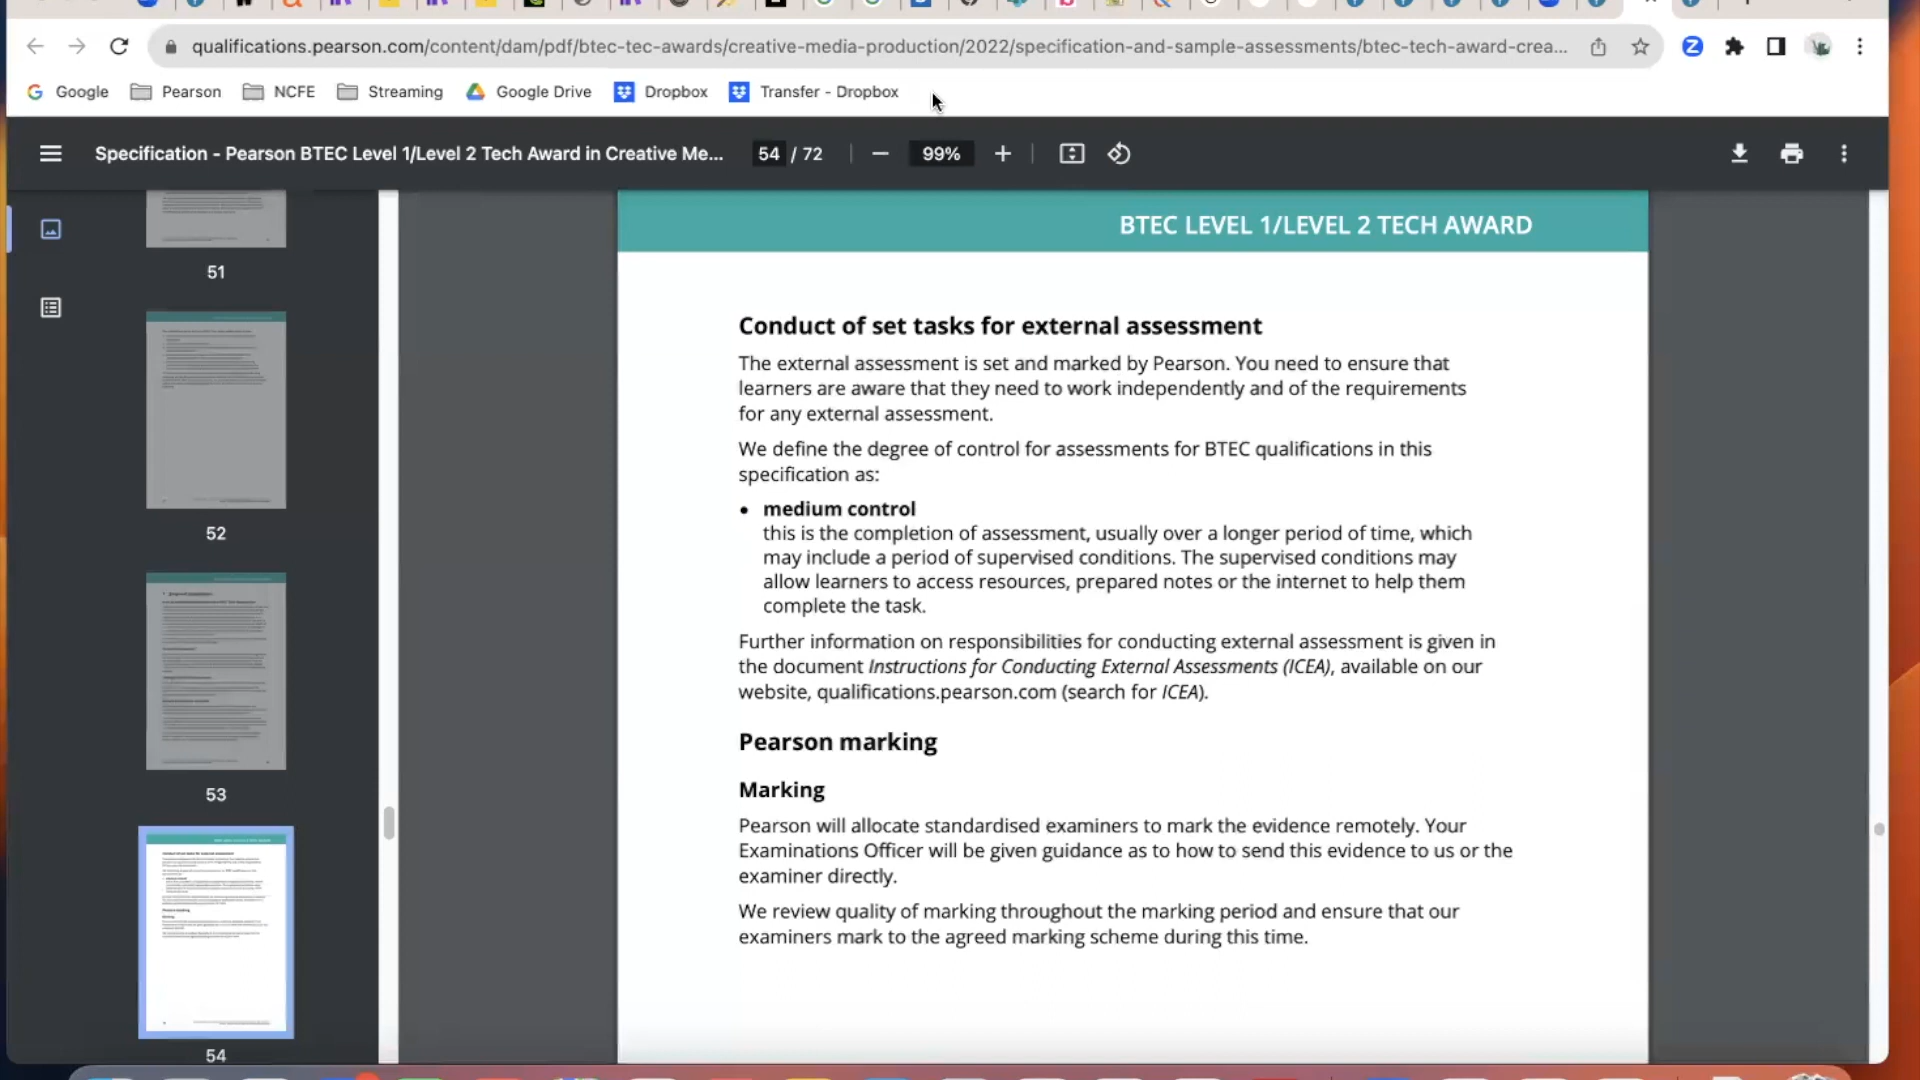 qualifications.pearson.com/content/dam/pdf/btec-tec-awards/creative-media-production/2022/specification-and-sample-assessments/btec-tech-award-crea...
Google Pearson NCFE Streaming Google Drive Dropbox Transfer - Dropbox
Specification - Pearson BTEC Level 1/Level 2 Tech Award in Creative Me... 54 / 72 99%
51
52
53
54
BTEC LEVEL 1/LEVEL 2 TECH AWARD
Conduct of set tasks for external assessment
The external assessment is set and marked by Pearson. You need to ensure that
learners are aware that they need to work independently and of the requirements
for any external assessment.
We define the degree of control for assessments for BTEC qualifications in this
specification as:
• medium control
this is the completion of assessment, usually over a longer period of time, which
may include a period of supervised conditions. The supervised conditions may
allow learners to access resources, prepared notes or the internet to help them
complete the task.
Further information on responsibilities for conducting external assessment is given in
the document Instructions for Conducting External Assessments (ICEA), available on our
website, qualifications.pearson.com (search for ICEA).
Pearson marking
Marking
Pearson will allocate standardised examiners to mark the evidence remotely. Your
Examinations Officer will be given guidance as to how to send this evidence to us or the
examiner directly.
We review quality of marking throughout the marking period and ensure that our
examiners mark to the agreed marking scheme during this time.